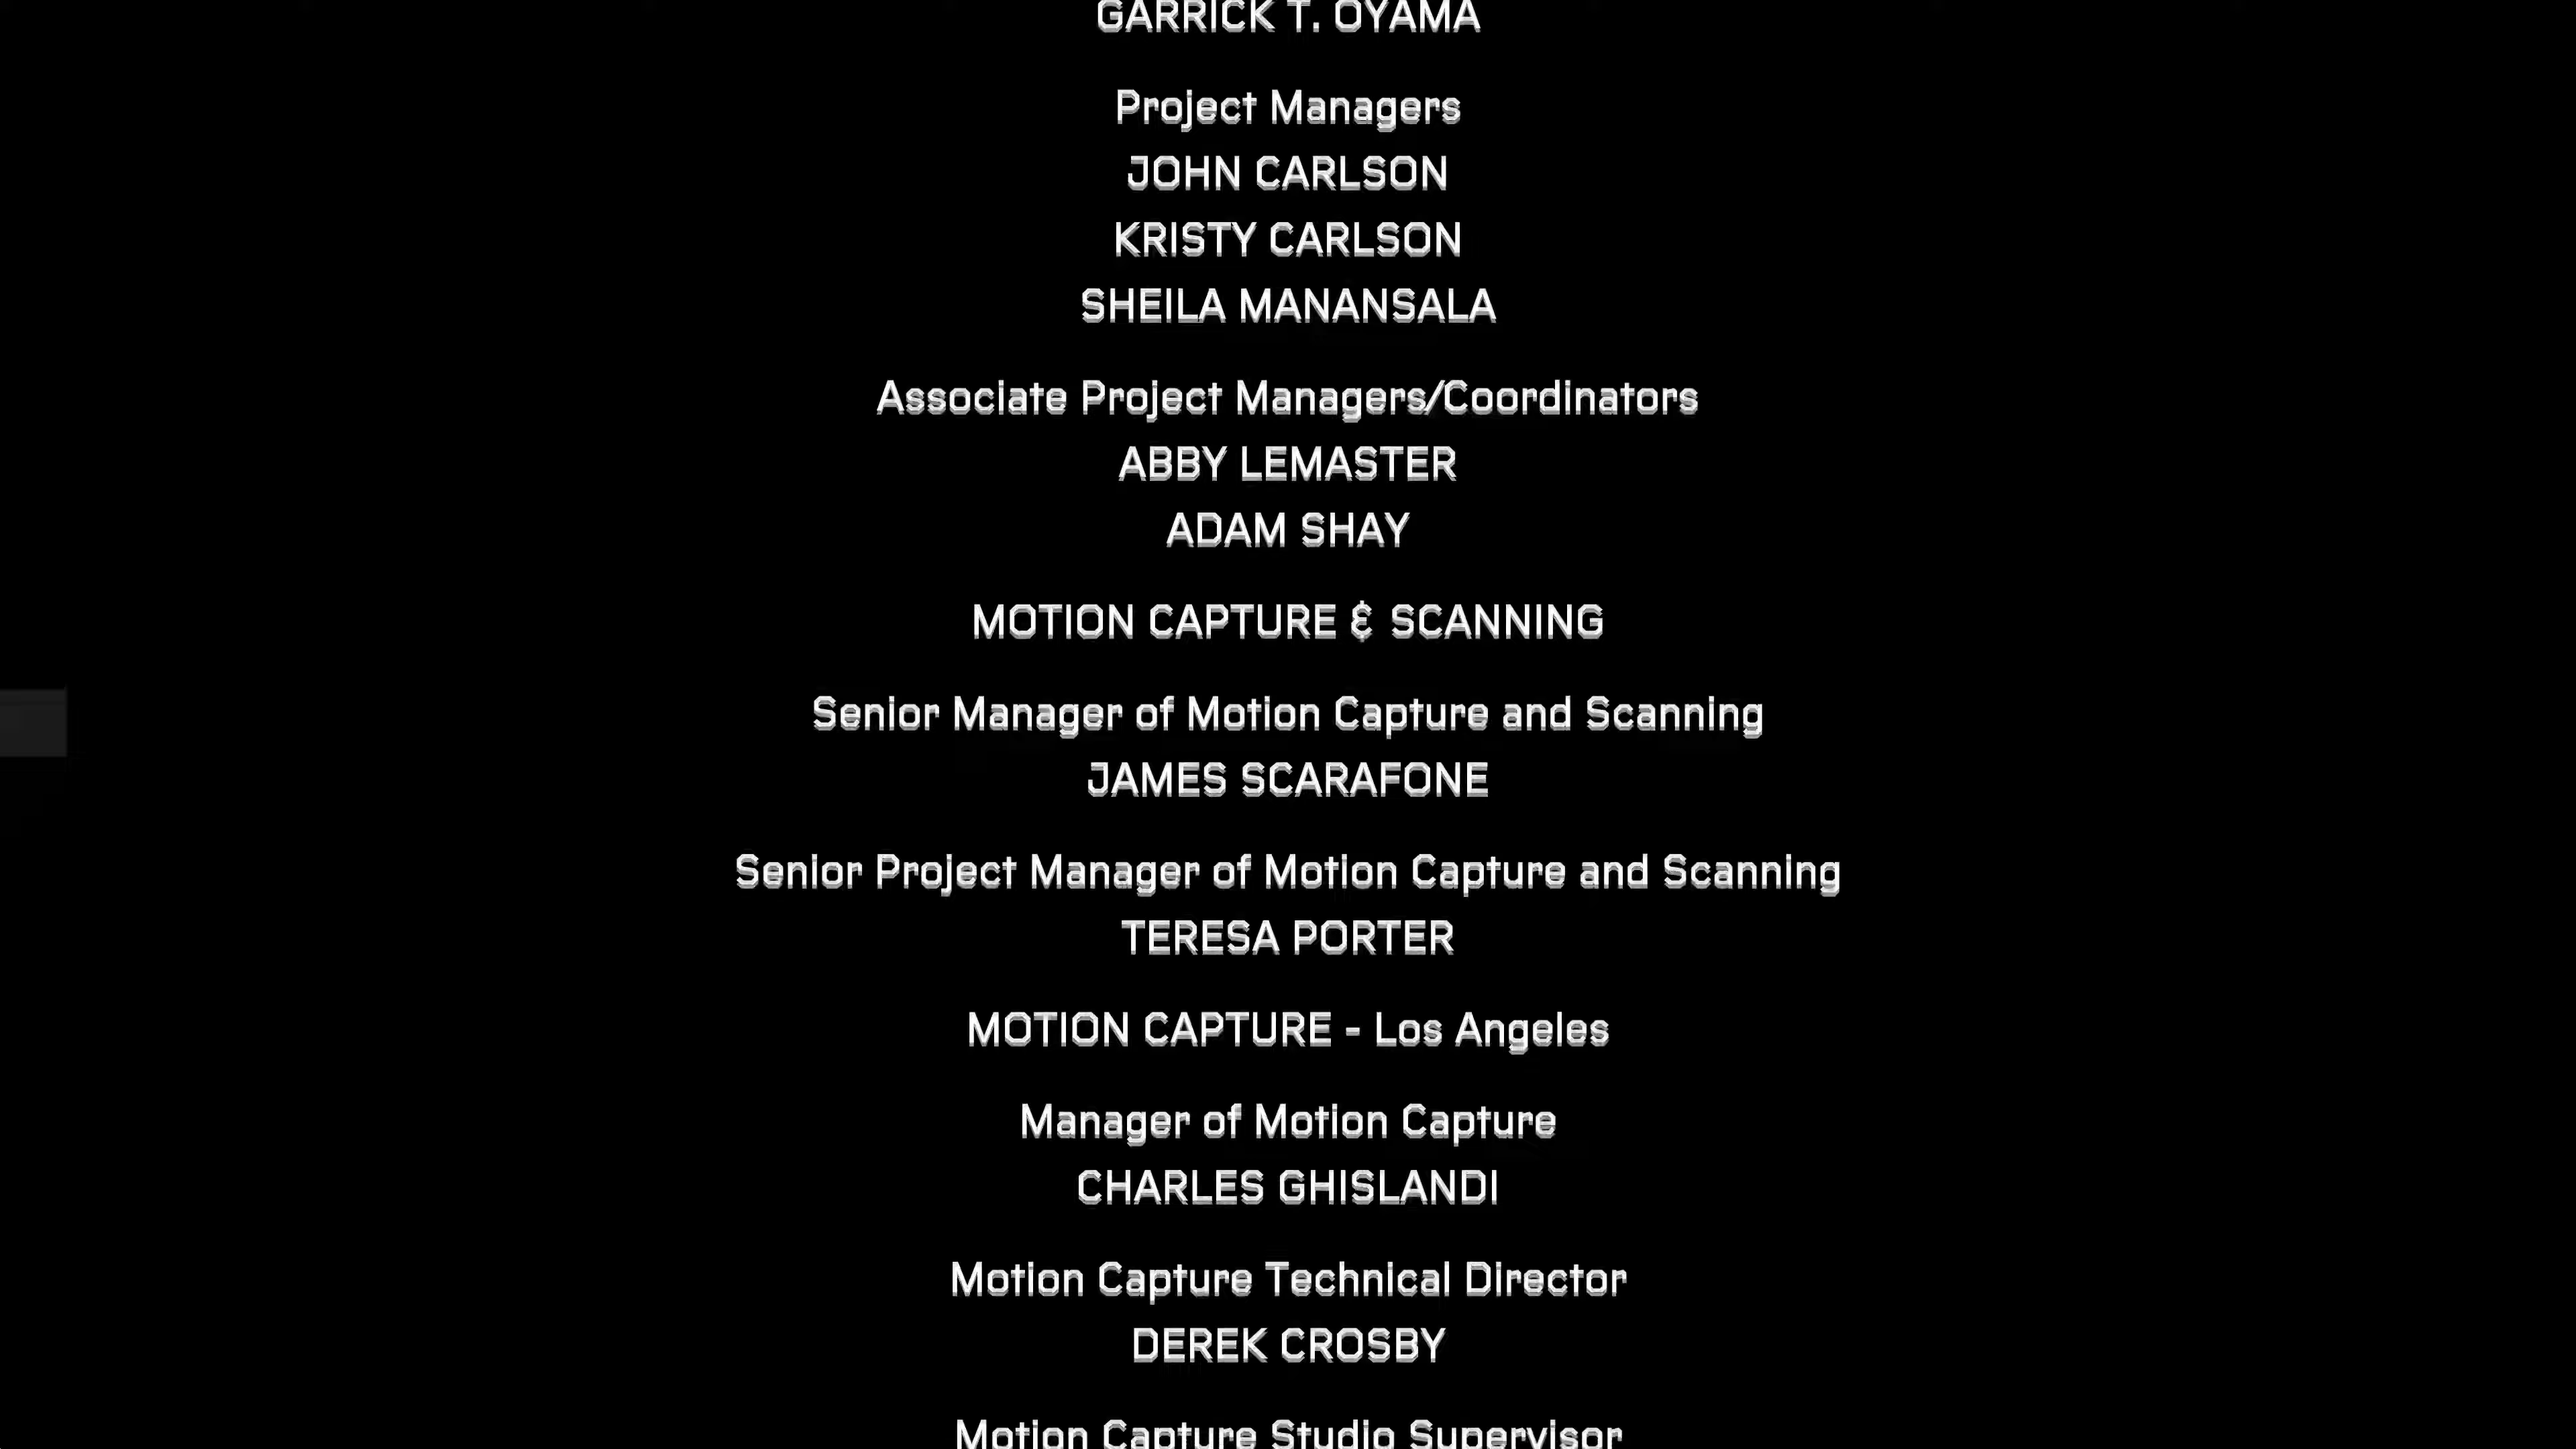 GARRICK T. OYAMA
Project Managers
JOHN CARLSON
KRISTY CARLSON
SHEILA MANANSALA
Associate Project Managers/Coordinators
ABBY LEMASTER
ADAM SHAY
MOTION CAPTURE & SCANNING
Senior Manager of Motion Capture and Scanning
JAMES SCARAFONE
Senior Project Manager of Motion Capture and Scanning
TERESA PORTER
MOTION CAPTURE - Los Angeles
Manager of Motion Capture
CHARLES GHISLANDI
Motion Capture Technical Director
DEREK CROSBY
Motion Capture Studio Supervisor